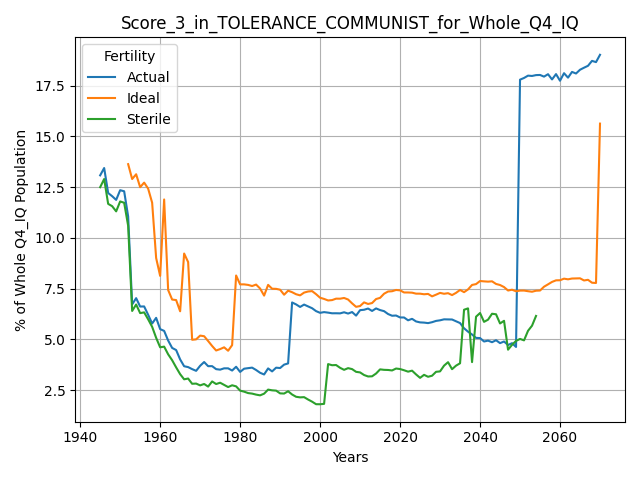 Score_3_in_TOLERANCE_COMMUNIST_for_Whole_Q4_IQ
Fertility
Actual
Ideal
Sterile
% of Whole Q4_IQ Population
17.5
15.0
12.5
10.0
7.5
5.0
2.5
1940 1960 1980 2000 2020 2040 2060
Years